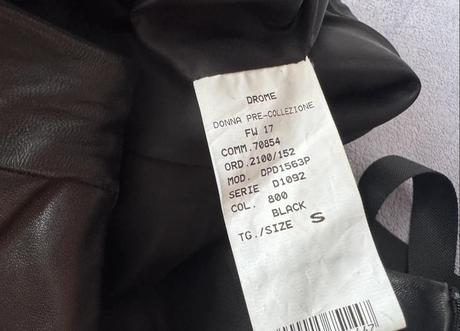 DROME
DONNA PRE-COLLEZIONE
FW 17
COMM.70854
ORD.2100/152
MOD. DPD1563P
SERIE D1092
COL. 800
BLACK
TG./SIZE S